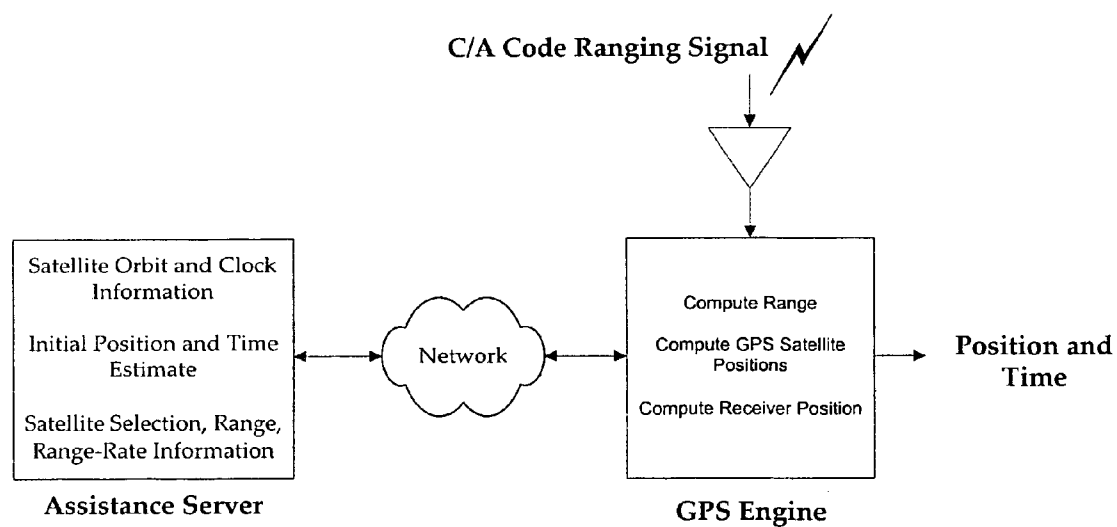 C/A Code Ranging Signal
Satellite Orbit and Clock
Information
Initial Position and Time
Estimate
Satellite Selection, Range,
Range-Rate Information
Assistance Server
Network
Compute Range
Compute GPS Satellite
Positions
Compute Receiver Position
GPS Engine
Position and
Time